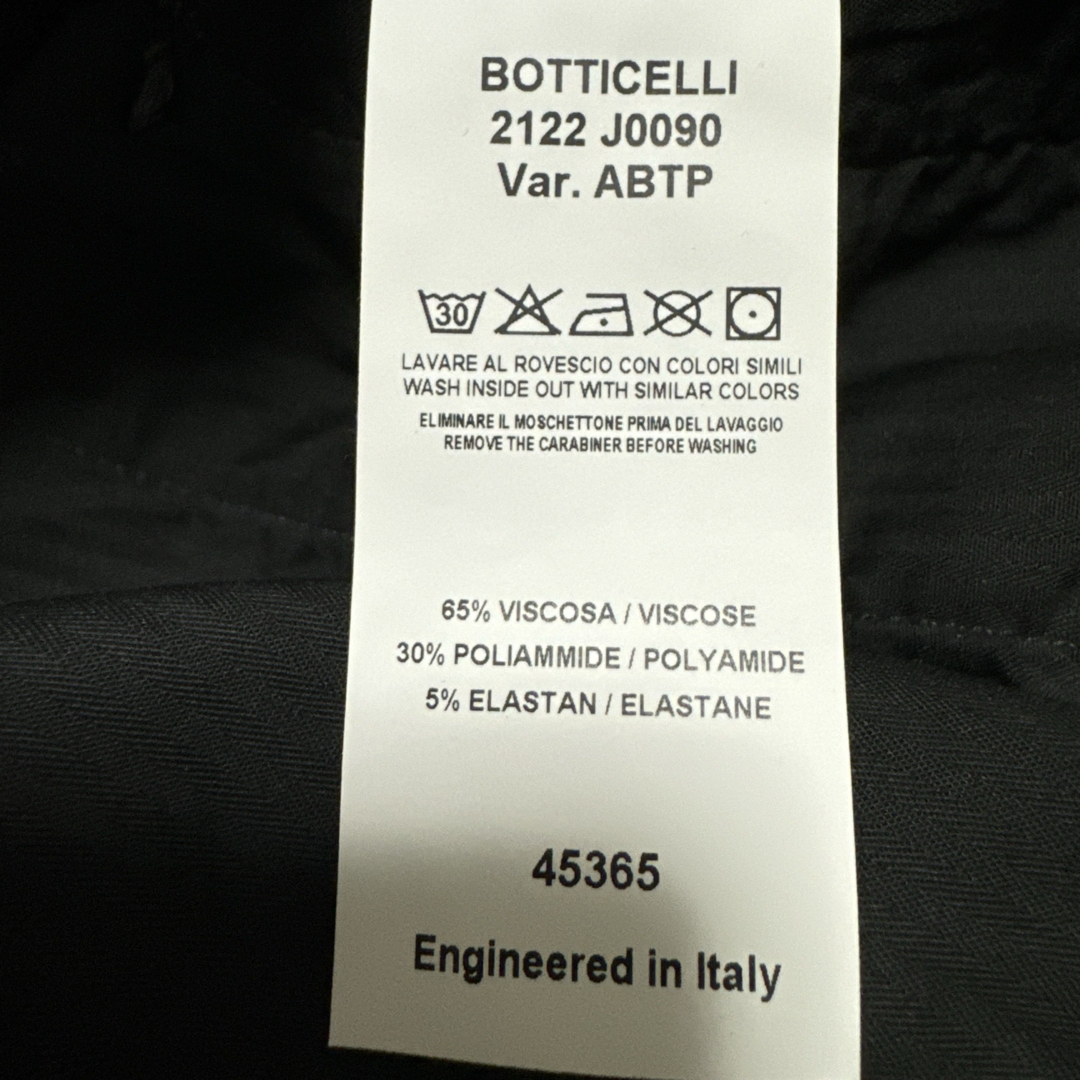 BOTTICELLI
2122 J0090
Var. ABTP
30
LAVARE AL ROVESCIO CON COLORI SIMILI
WASH INSIDE OUT WITH SIMILAR COLORS
ELIMINARE IL MOSCHETTONE PRIMA DEL LAVAGGIO
REMOVE THE CARABINER BEFORE WASHING
65% VISCOSA / VISCOSE
30% POLIAMMIDE / POLYAMIDE
5% ELASTAN / ELASTANE
45365
Engineered in Italy